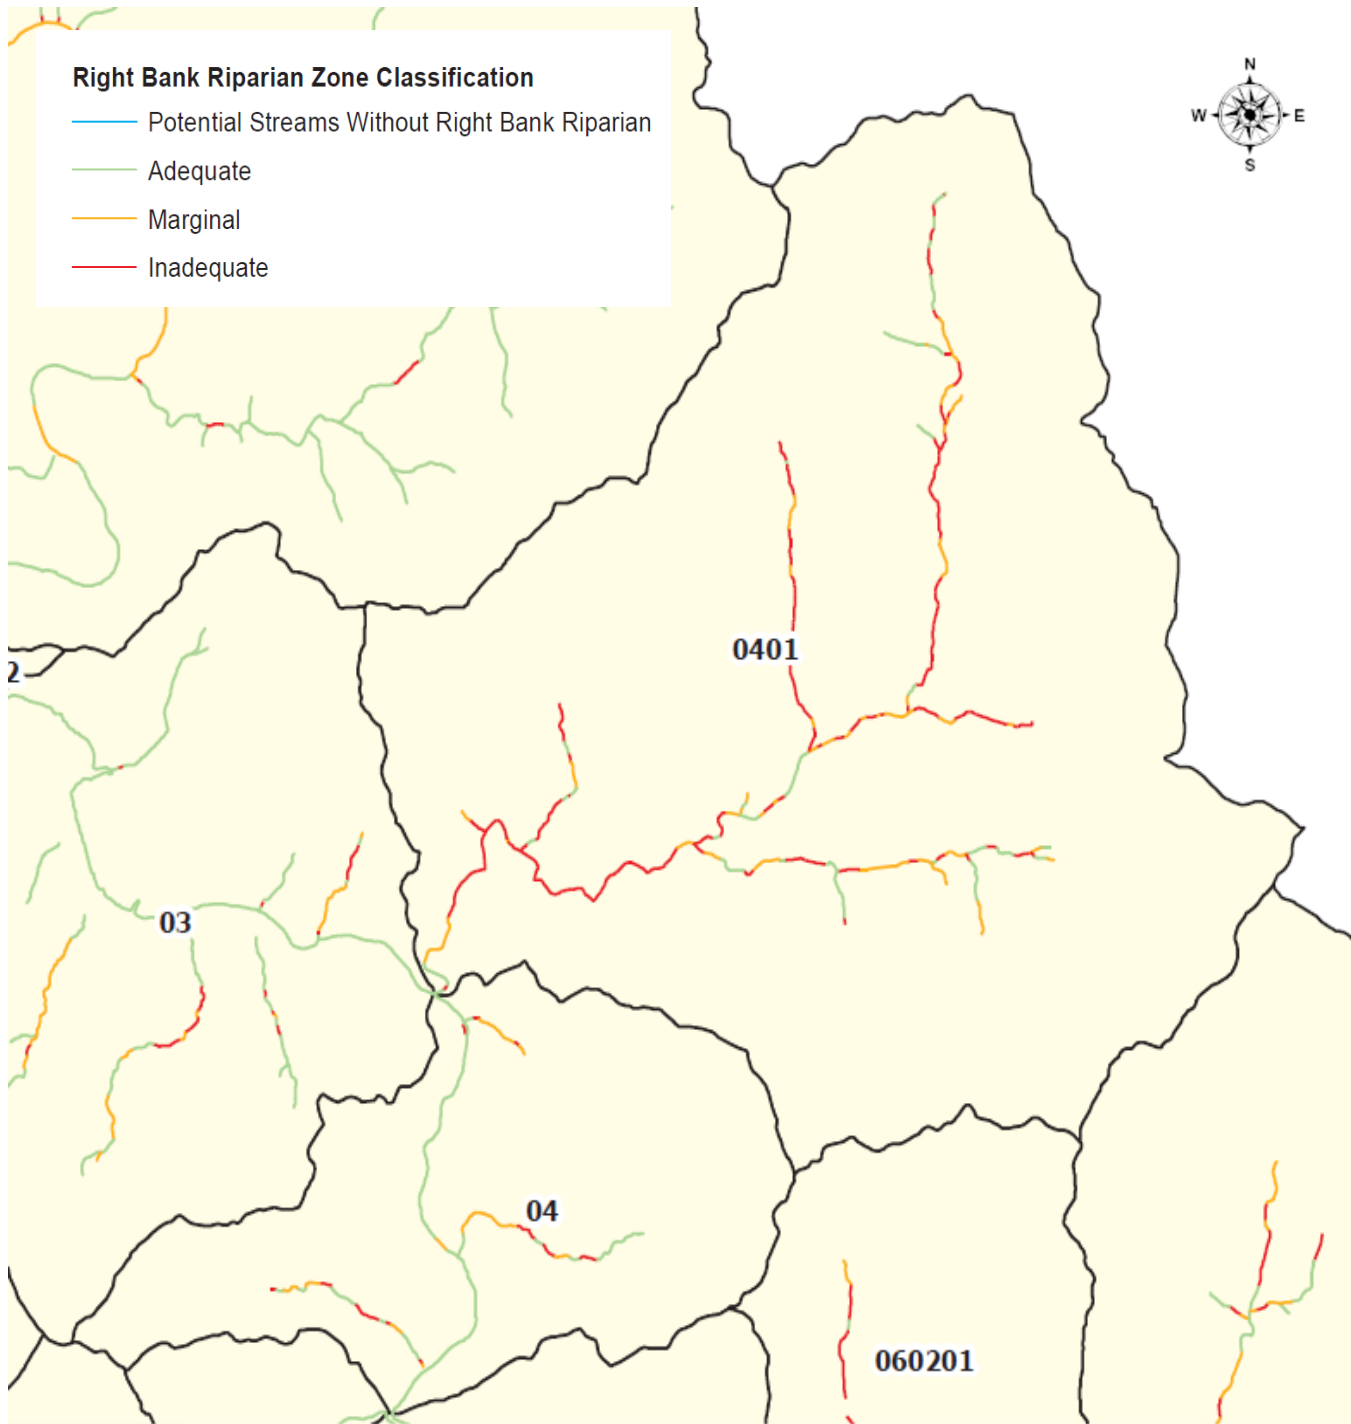 Right Bank Riparian Zone Classification
Potential Streams Without Right Bank Riparian
Adequate
Marginal
Inadequate
N
W E
S
0401
2
03
04
060201